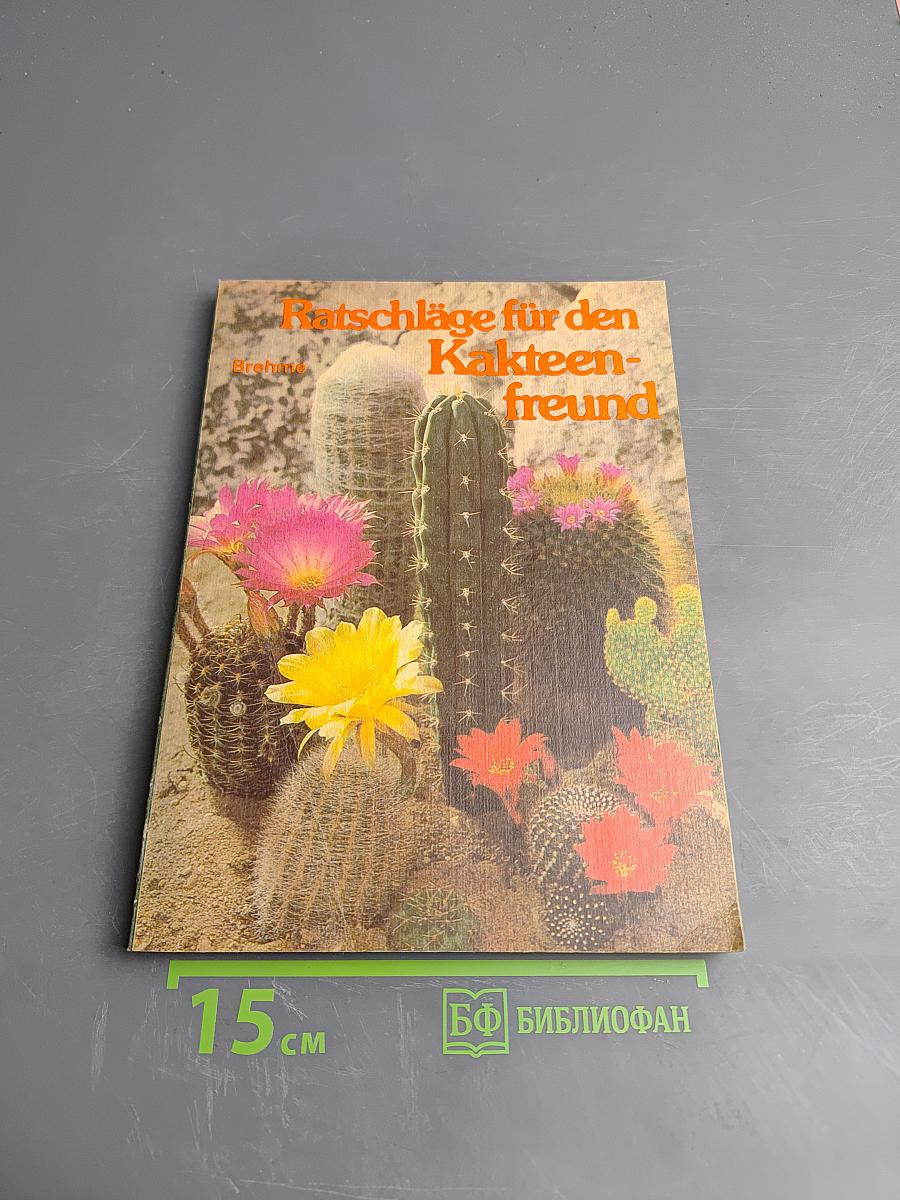 Ratschläge für den
Brehme
Kakteen-
freund
15 см
БФ БИБЛИОФАН